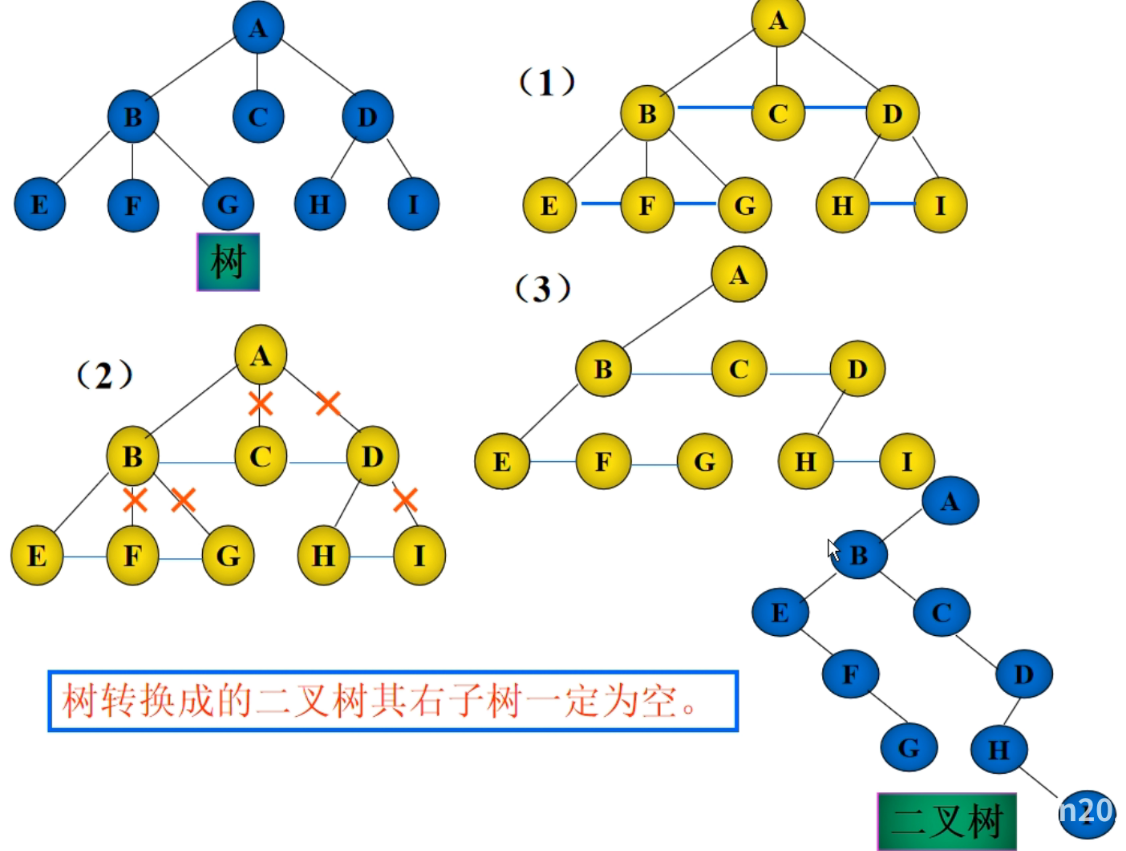 A
B C D
E F G H I
树
(1)
A
B C D
E F G H I
(2)
A
B C D
E F G H I
(3)
A
B C D
E F G H I
A
B
E C
F D
G H
n20
二叉树
树转换成的二叉树其右子树一定为空。